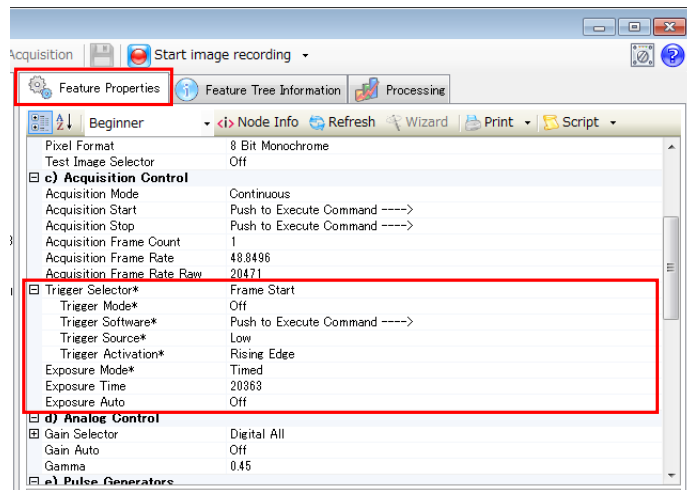 Acquisition Start image recording
Feature Properties Feature Tree Information Processing
Beginner <i> Node Info Refresh Wizard Print Script
Pixel Format 8 Bit Monochrome
Test Image Selector Off
c) Acquisition Control
Acquisition Mode Continuous
Acquisition Start Push to Execute Command ---->
Acquisition Stop Push to Execute Command ---->
Acquisition Frame Count 1
Acquisition Frame Rate 48.8496
Acquisition Frame Rate Raw 20471
Trigger Selector* Frame Start
Trigger Mode* Off
Trigger Software* Push to Execute Command ---->
Trigger Source* Low
Trigger Activation* Rising Edge
Exposure Mode* Timed
Exposure Time 20363
Exposure Auto Off
d) Analog Control
Gain Selector Digital All
Gain Auto Off
Gamma 0.45
e) Pulse Generators